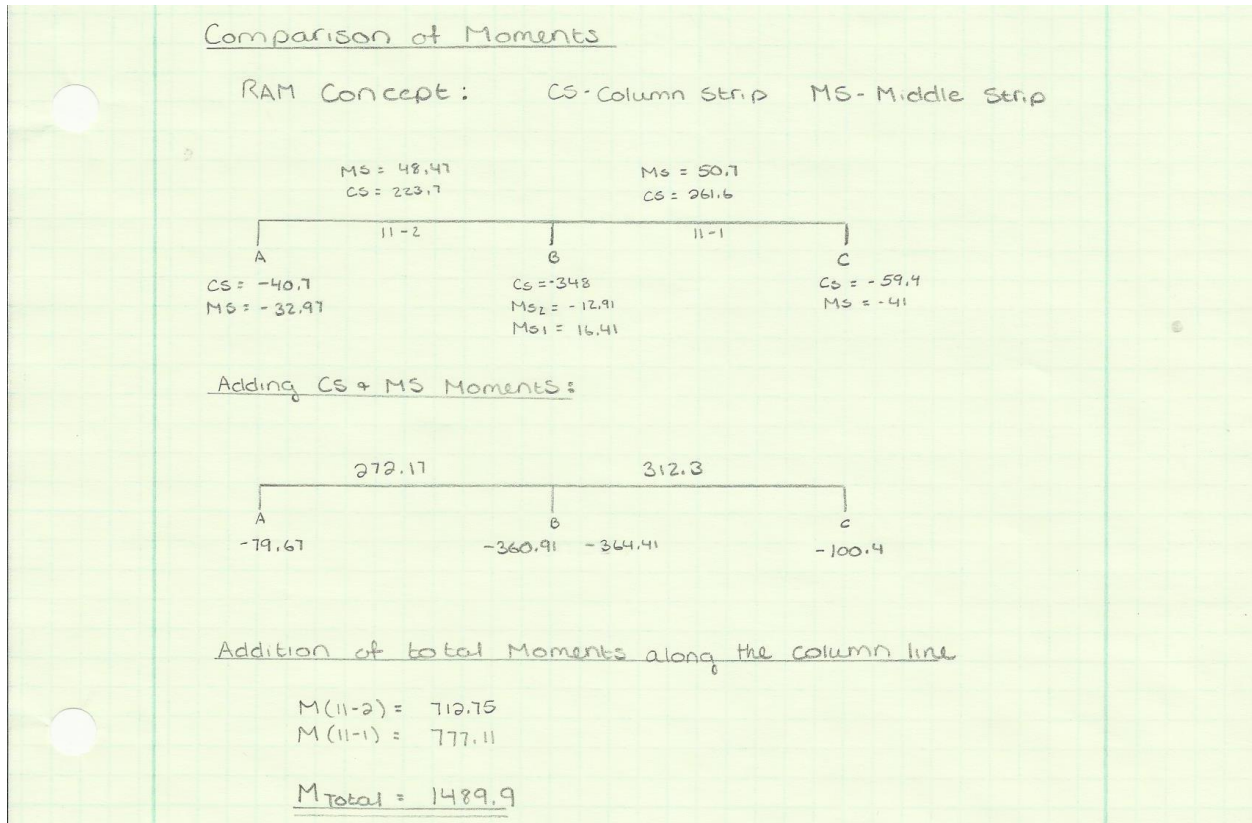 Comparison of Moments
RAM Concept: CS-Column Strip MS-Middle Strip
MS = 48.47 MS = 50.7
CS = 223.7 CS = 261.6
11-2 11-1
A B C
CS = -40.7 CS = -348 CS = -59.4
MS = -32.97 MS2 = -12.91 MS = -41
MS1 = 16.41
Adding CS & MS Moments:
272.17 312.3
A B C
-79.67 -360.91 -364.41 -100.4
Addition of total Moments along the column line
M(11-2) = 712.75
M(11-1) = 777.11
MTotal = 1489.9